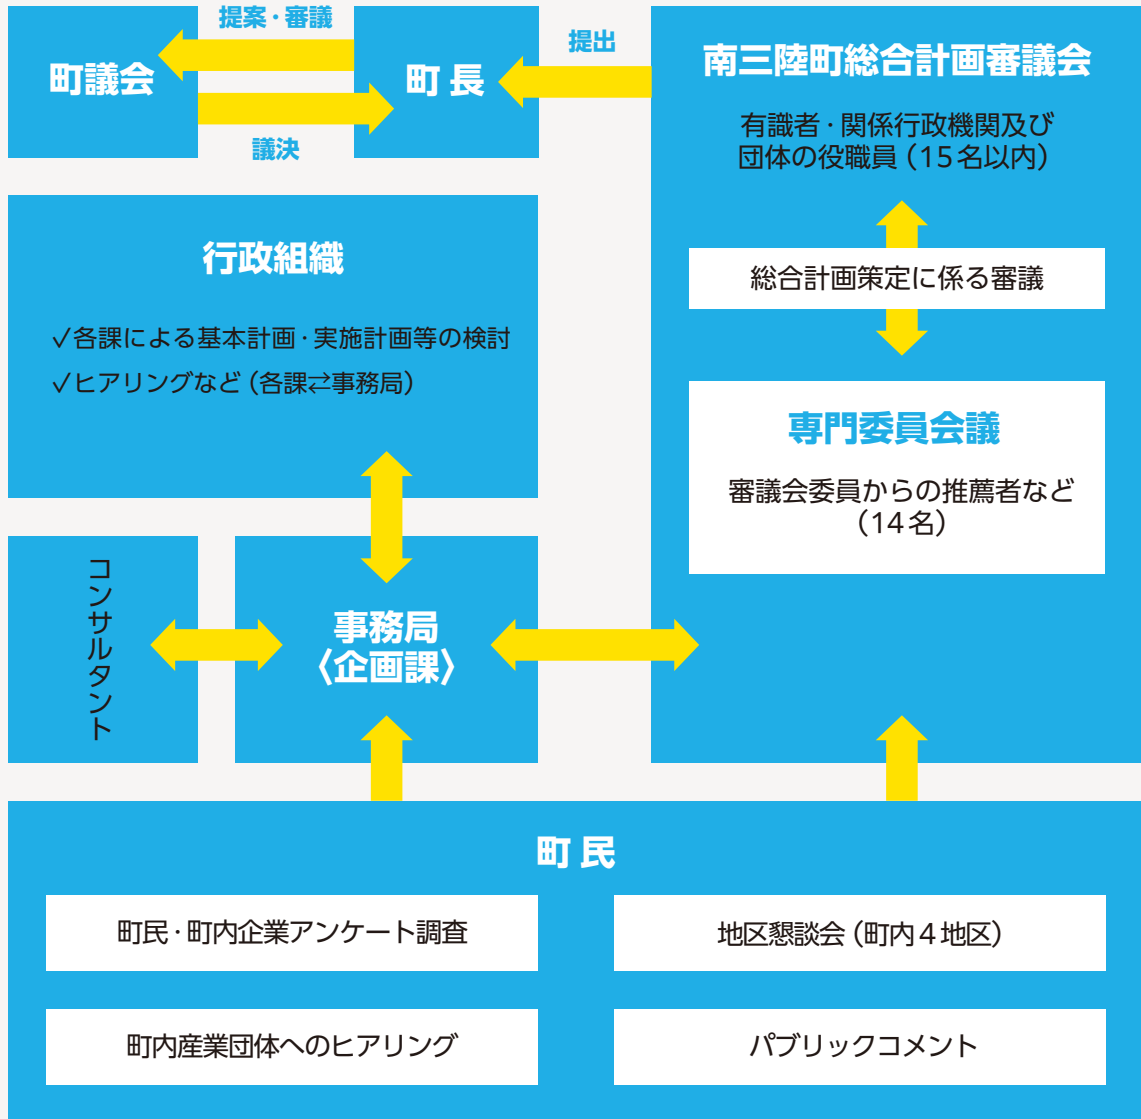 提案・審議
町議会
町長
議決
提出
南三陸町総合計画審議会
有識者・関係行政機関及び
団体の役職員（15名以内）
総合計画策定に係る審議
専門委員会議
審議会委員からの推薦者など
（14名）
行政組織
✓各課による基本計画・実施計画等の検討
✓ヒアリングなど（各課⇄事務局）
コンサルタント
事務局
〈企画課〉
町民
町民・町内企業アンケート調査
地区懇談会（町内4地区）
町内産業団体へのヒアリング
パブリックコメント